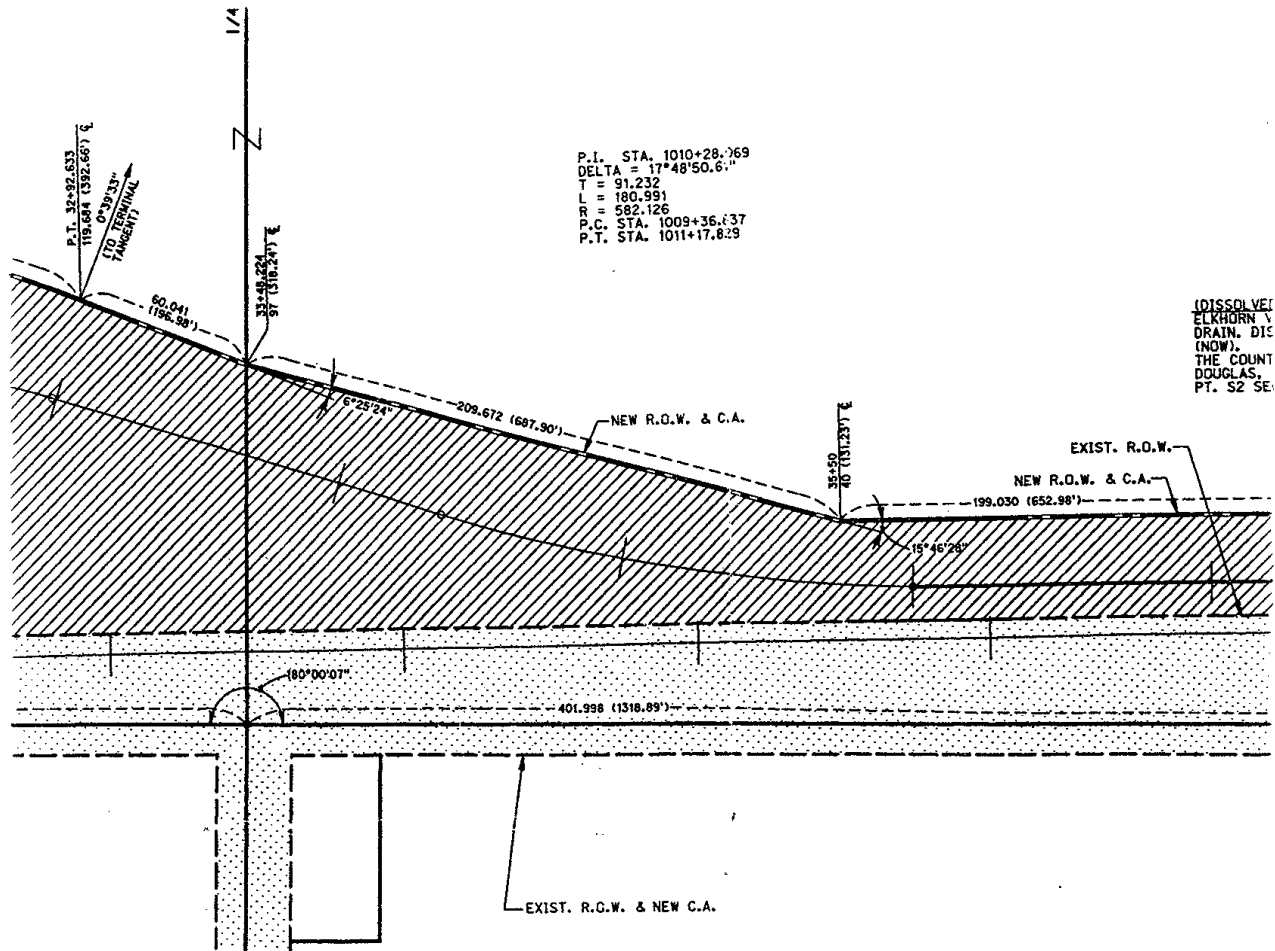 1/4
P.T. 32+92.633
119.684 (392.66') ℄
0°39'33"
(TO TERMINAL
TANGENT)
60.041
(196.98')
33+48.224
97 (318.24') ℄
P.I. STA. 1010+28.069
DELTA = 17°48'50.6"
T = 91.232
L = 180.991
R = 582.126
P.C. STA. 1009+36.837
P.T. STA. 1011+17.829
6°25'24"
209.672 (687.90')
NEW R.O.W. & C.A.
35+50
40 (131.23') ℄
(DISSOLVED
ELKHORN
DRAIN. DIS
(NOW).
THE COUNT
DOUGLAS,
PT. S2
EXIST. R.O.W.
NEW R.O.W. & C.A.
199.030 (652.98')
15°46'28"
180°00'07"
401.998 (1318.89')
EXIST. R.O.W. & NEW C.A.